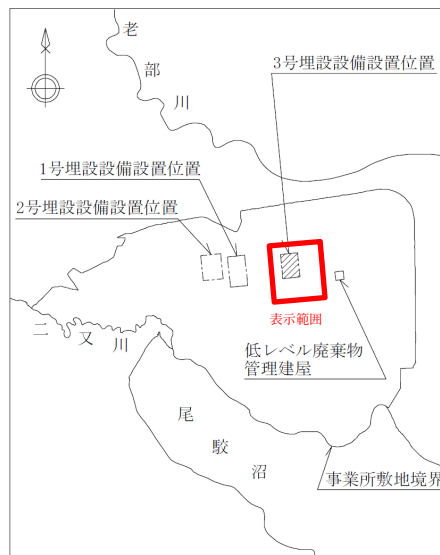 老部川
3号埋設設備設置位置
1号埋設設備設置位置
2号埋設設備設置位置
表示範囲
低レベル廃棄物
管理建屋
二又川
尾駮沼
事業所敷地境界